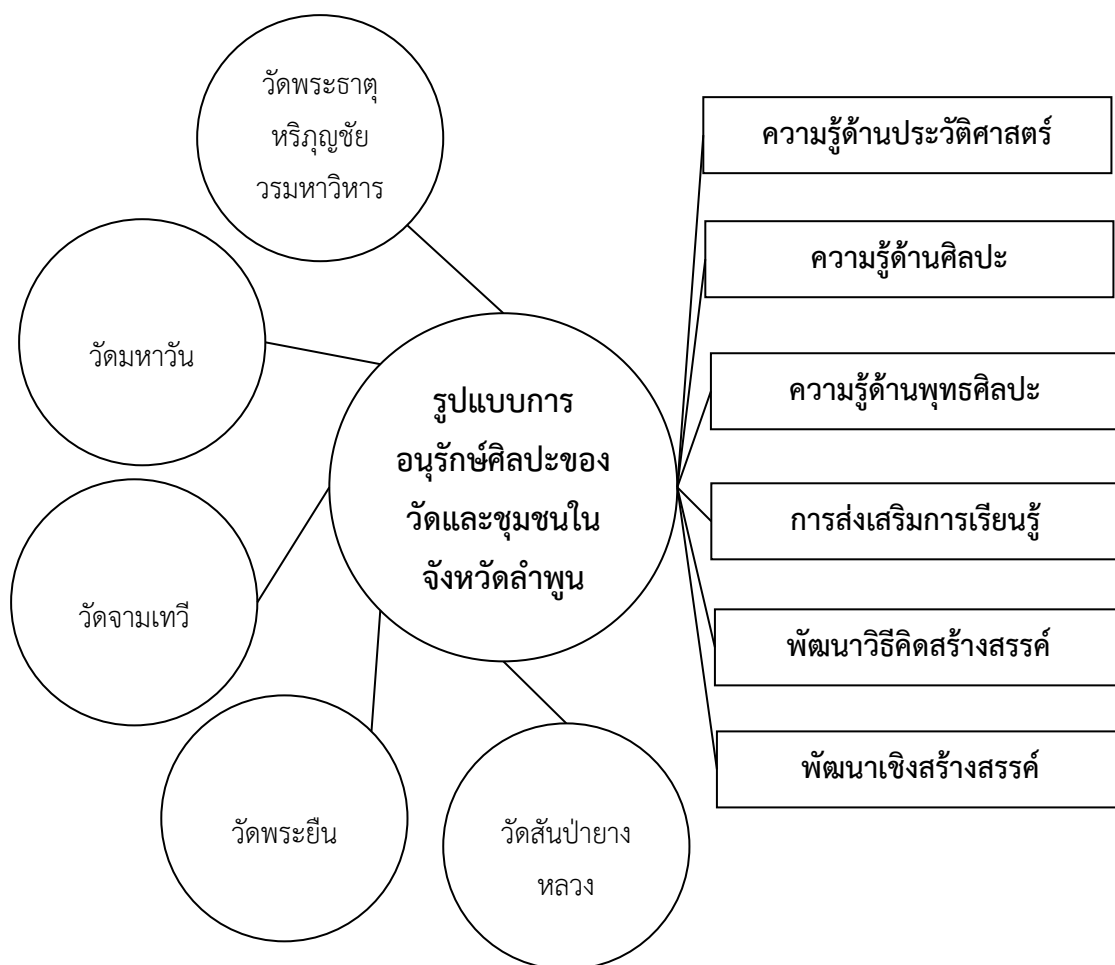 วัดพระธาตุ
หริภุญชัย
วรมหาวิหาร
วัดมหาวัน
วัดจามเทวี
วัดพระยืน
วัดสันป่ายาง
หลวง
รูปแบบการ
อนุรักษ์ศิลปะของ
วัดและชุมชนใน
จังหวัดลำพูน
ความรู้ด้านประวัติศาสตร์
ความรู้ด้านศิลปะ
ความรู้ด้านพุทธศิลปะ
การส่งเสริมการเรียนรู้
พัฒนาวิธีคิดสร้างสรรค์
พัฒนาเชิงสร้างสรรค์